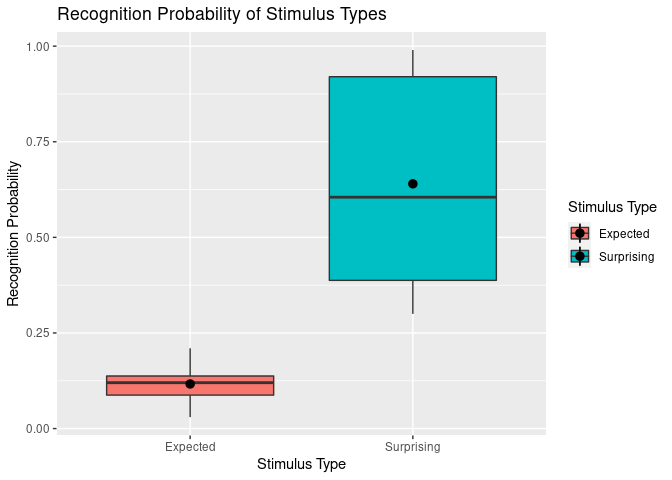 Recognition Probability of Stimulus Types
1.00
0.75
0.50
0.25
0.00
Recognition Probability
Expected
Surprising
Stimulus Type
Stimulus Type
Expected
Surprising